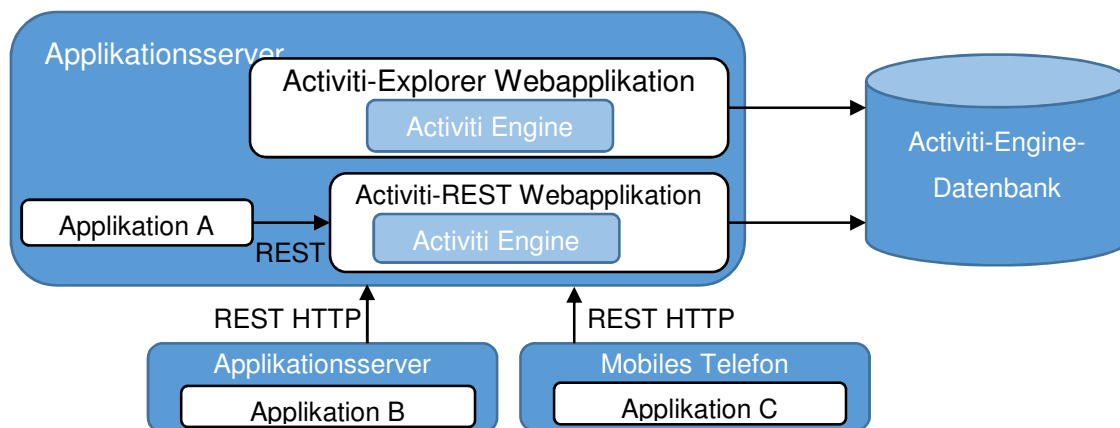 Applikationsserver
Activiti-Explorer Webapplikation
Activiti Engine
Activiti-REST Webapplikation
Activiti Engine
Applikation A
REST
Activiti-Engine-
Datenbank
REST HTTP
REST HTTP
Applikationsserver
Applikation B
Mobiles Telefon
Applikation C